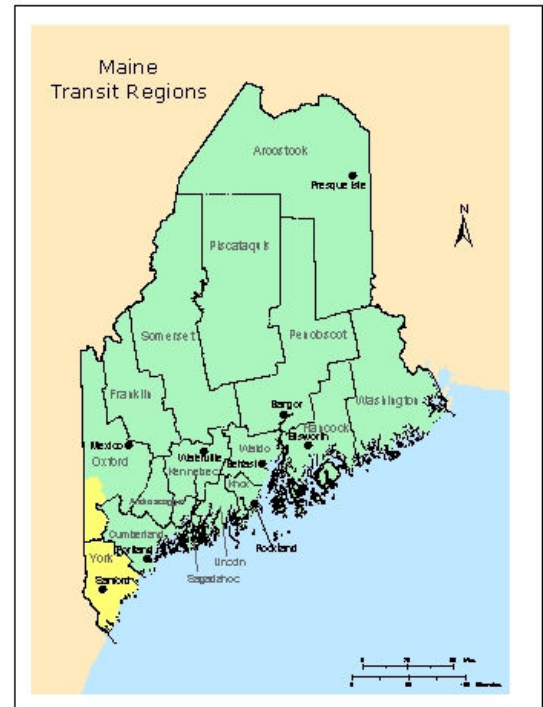 Maine
Transit Regions
Aroostook
Presque Isle
N
Piscataquis
Somerset
Penobscot
Franklin
Washington
Bangor
Hancock
Ellsworth
Mexico
Waterville
Waldo
Oxford
Kennebec
Belfast
Knox
Androscoggin
Cumberland
Rockland
York
Portland
Lincoln
Sagadahoc
Sanford